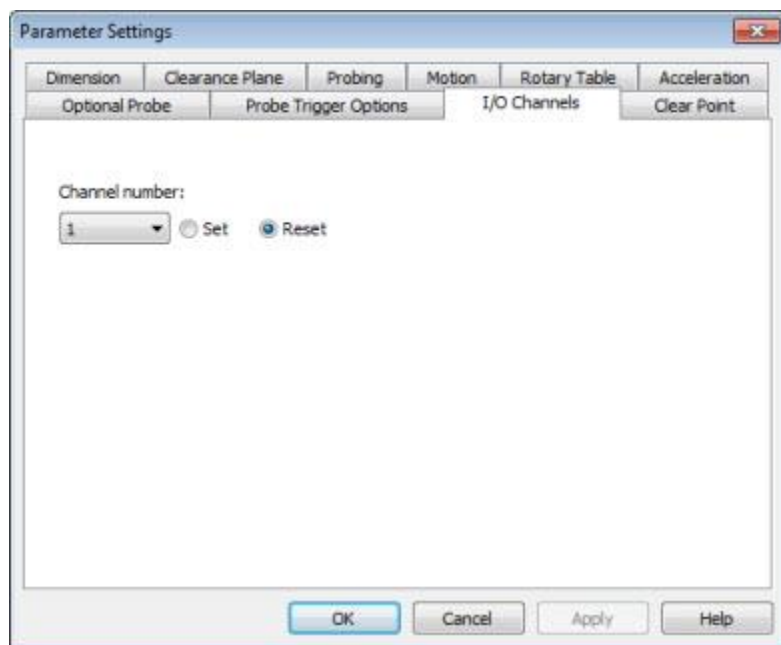 Parameter Settings
Dimension Clearance Plane Probing Motion Rotary Table Acceleration
Optional Probe Probe Trigger Options I/O Channels Clear Point
Channel number:
1 Set Reset
OK Cancel Apply Help